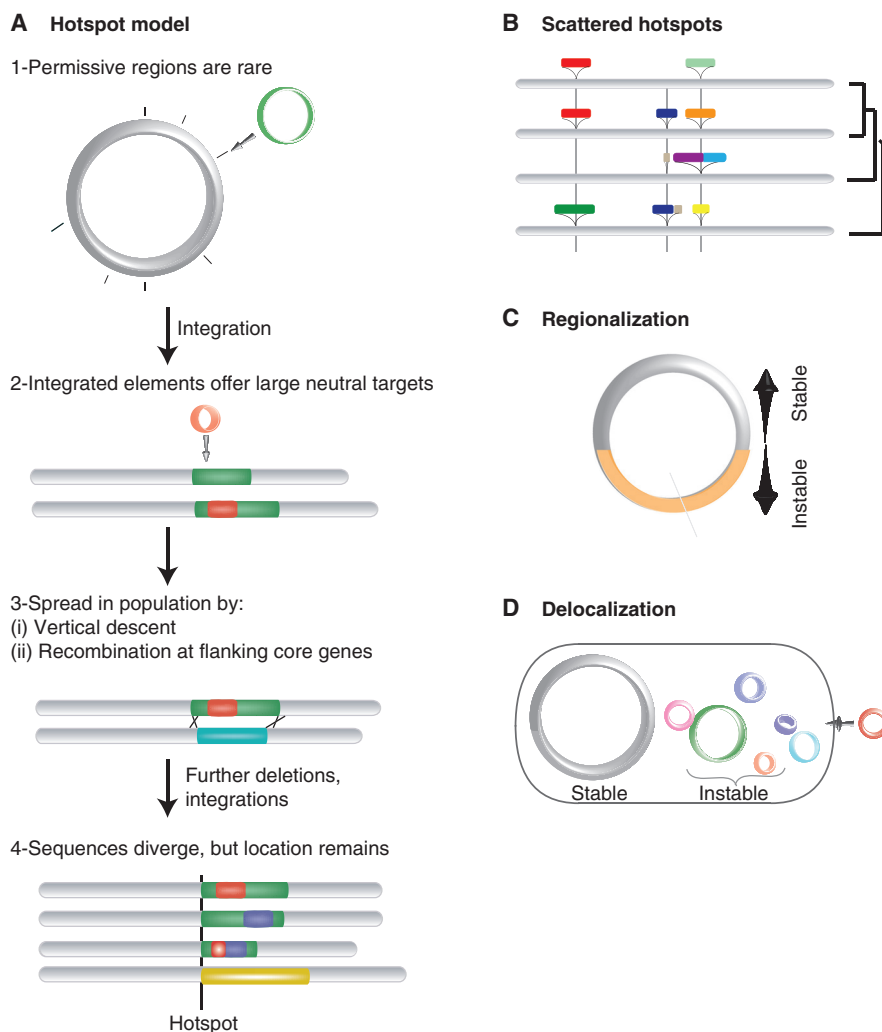 A Hotspot model
1-Permissive regions are rare
Integration
2-Integrated elements offer large neutral targets
3-Spread in population by:
(i) Vertical descent
(ii) Recombination at flanking core genes
Further deletions,
integrations
4-Sequences diverge, but location remains
Hotspot
B Scattered hotspots
C Regionalization
Stable
Instable
D Delocalization
Stable
Instable